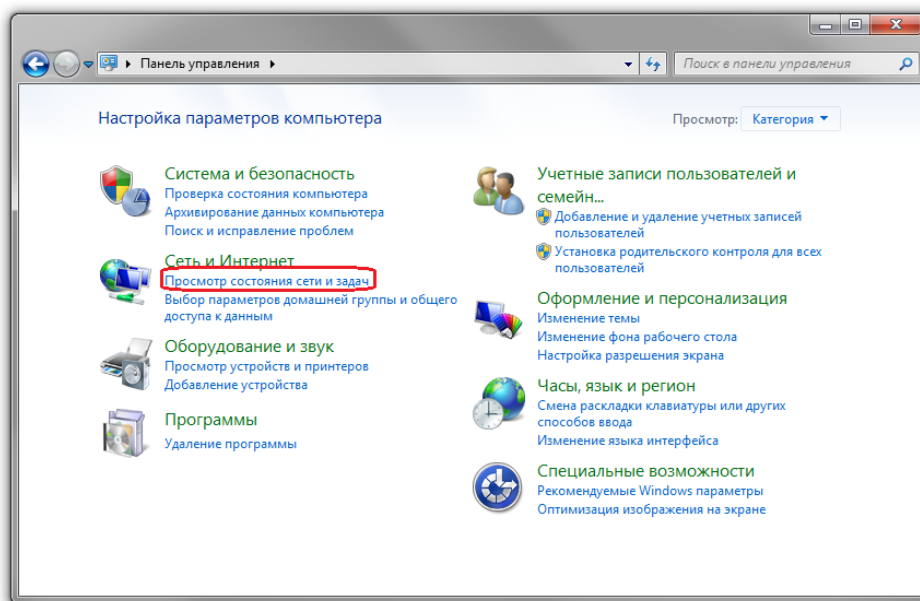 Панель управления
Поиск в панели управления
Настройка параметров компьютера
Просмотр: Категория
Система и безопасность
Проверка состояния компьютера
Архивирование данных компьютера
Поиск и исправление проблем
Сеть и Интернет
Просмотр состояния сети и задач
Выбор параметров домашней группы и общего
доступа к данным
Оборудование и звук
Просмотр устройств и принтеров
Добавление устройства
Программы
Удаление программы
Учетные записи пользователей и
семейн...
Добавление и удаление учетных записей
пользователей
Установка родительского контроля для всех
пользователей
Оформление и персонализация
Изменение темы
Изменение фона рабочего стола
Настройка разрешения экрана
Часы, язык и регион
Смена раскладки клавиатуры или других
способов ввода
Изменение языка интерфейса
Специальные возможности
Рекомендуемые Windows параметры
Оптимизация изображения на экране